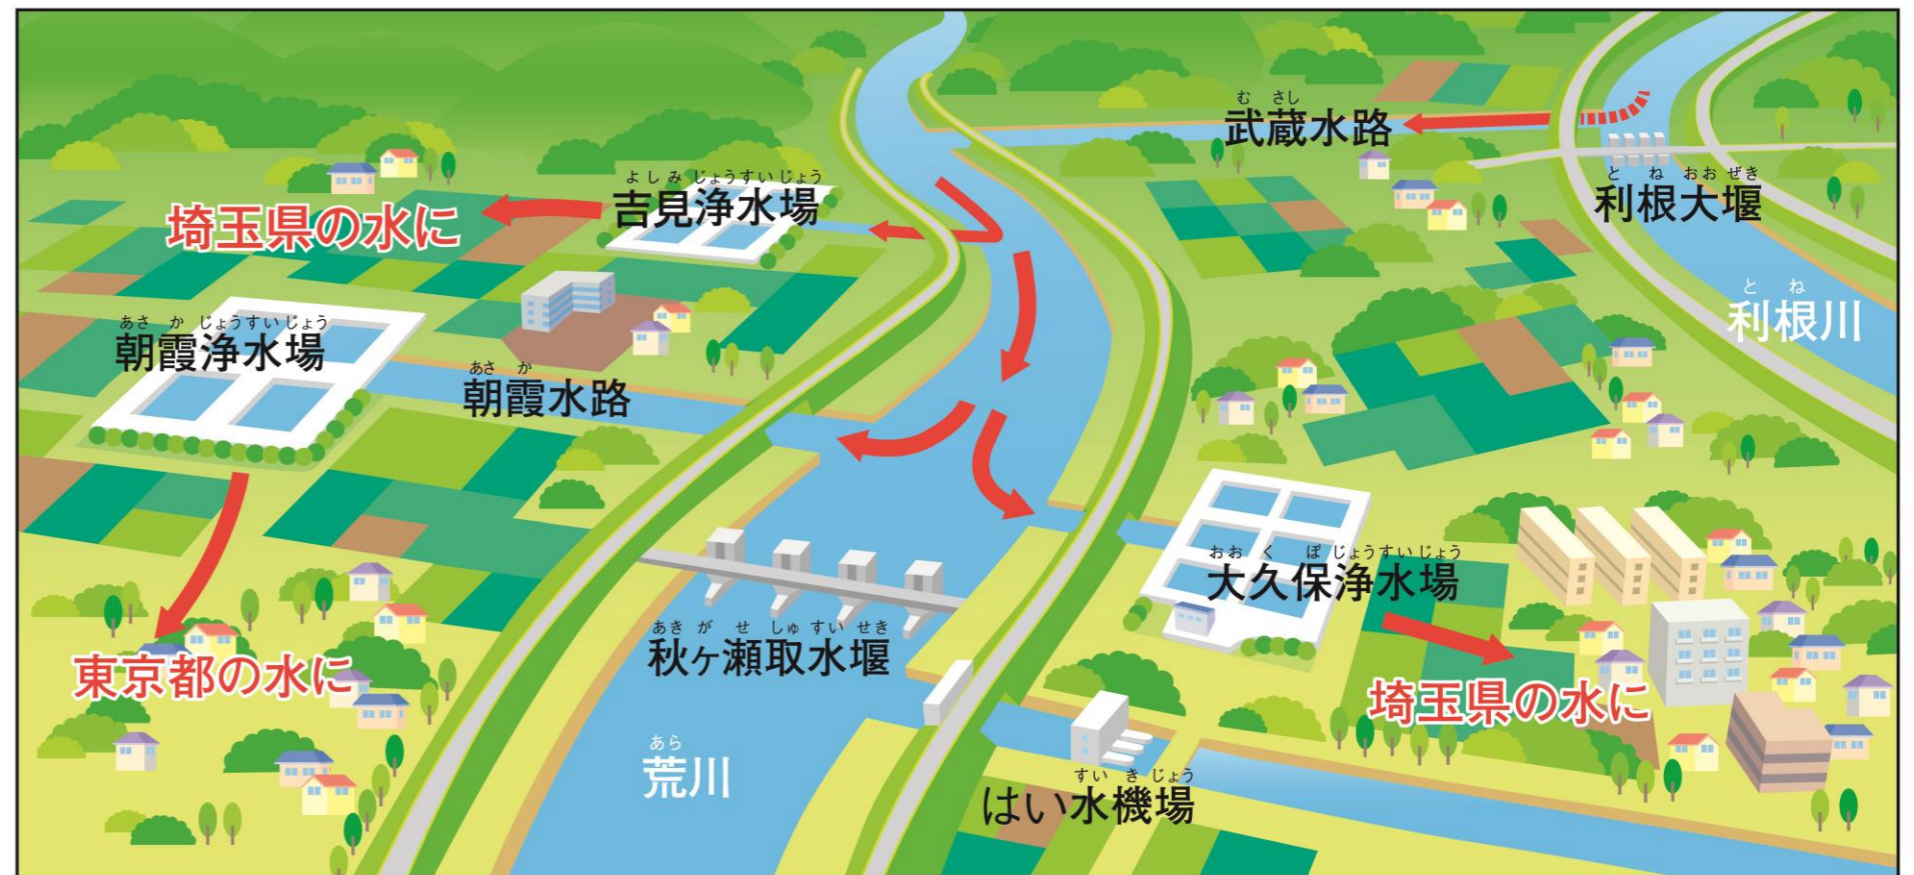 むさし
武蔵水路
よしみじょうすいじょう
吉見浄水場
とねおおぜき
利根大堰
埼玉県の水に
とね
利根川
あさかじょうすいじょう
朝霞浄水場
あさか
朝霞水路
おおくぼじょうすいじょう
大久保浄水場
あきがせしゅすいせき
秋ヶ瀬取水堰
東京都の水に
埼玉県の水に
あら
荒川
すいきじょう
はい水機場